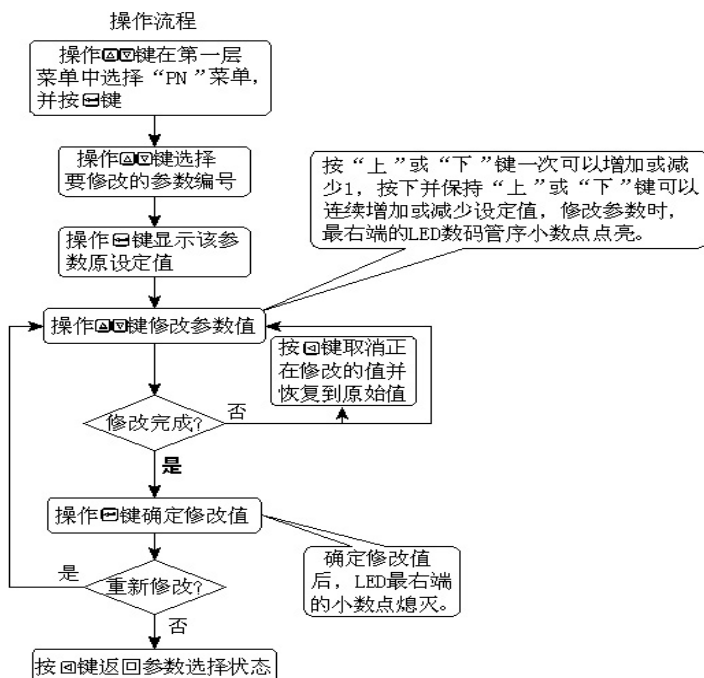 操作流程
操作▲▼键在第一层
菜单中选择“PN”菜单,
并按↵键
操作▲▼键选择
要修改的参数编号
按“上”或“下”键一次可以增加或减
少1, 按下并保持“上”或“下”键可以
连续增加或减少设定值, 修改参数时,
最右端的LED数码管序小数点点亮。
操作↵键显示该参
数原设定值
操作▲▼键修改参数值
按◁键取消正
在修改的值并
恢复到原始值
修改完成?
否
是
操作↵键确定修改值
确定修改值
后, LED最右端
的小数点熄灭。
是
重新修改?
否
按◁键返回参数选择状态